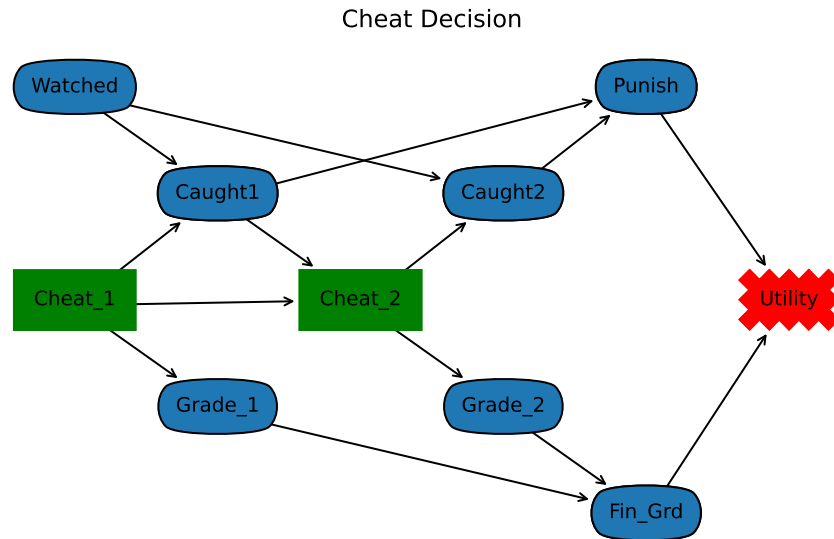 Cheat Decision
Watched
Punish
Caught1
Caught2
Cheat_1
Cheat_2
Utility
Grade_1
Grade_2
Fin_Grd